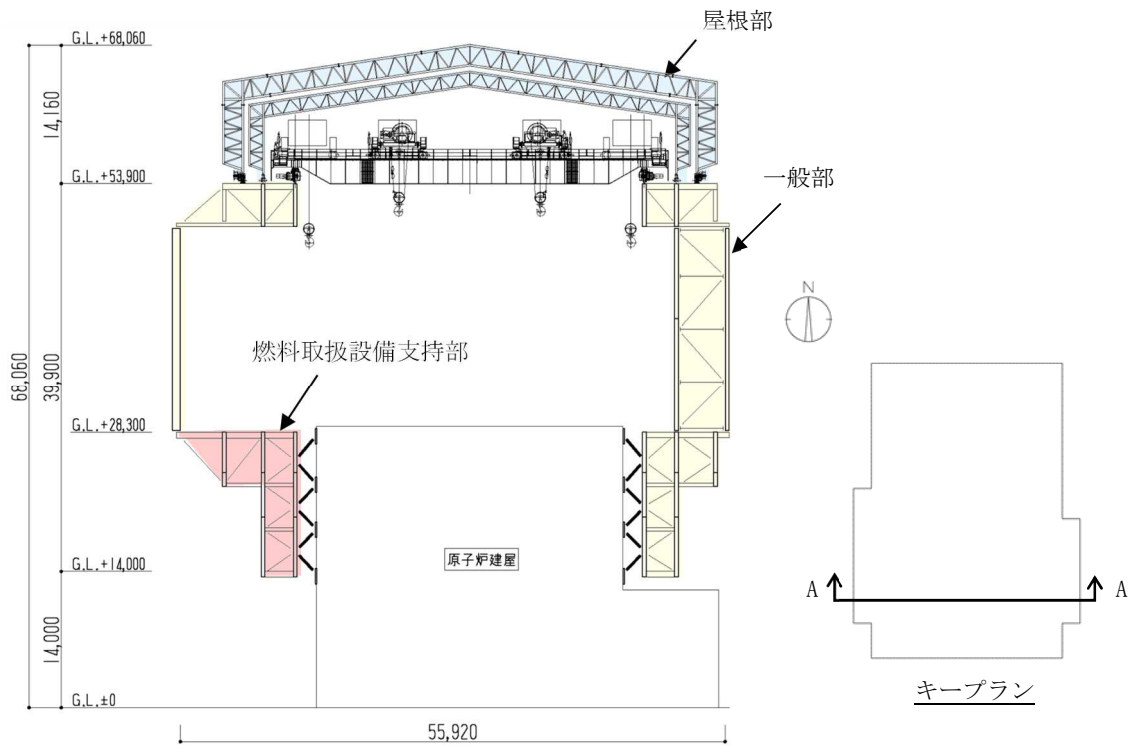 屋根部
G.L.+68,060
14,160
G.L.+53,900
一般部
N
燃料取扱設備支持部
68,060
39,900
G.L.+28,300
G.L.+14,000
原子炉建屋
A
A
14,000
キープラン
G.L.±0
55,920